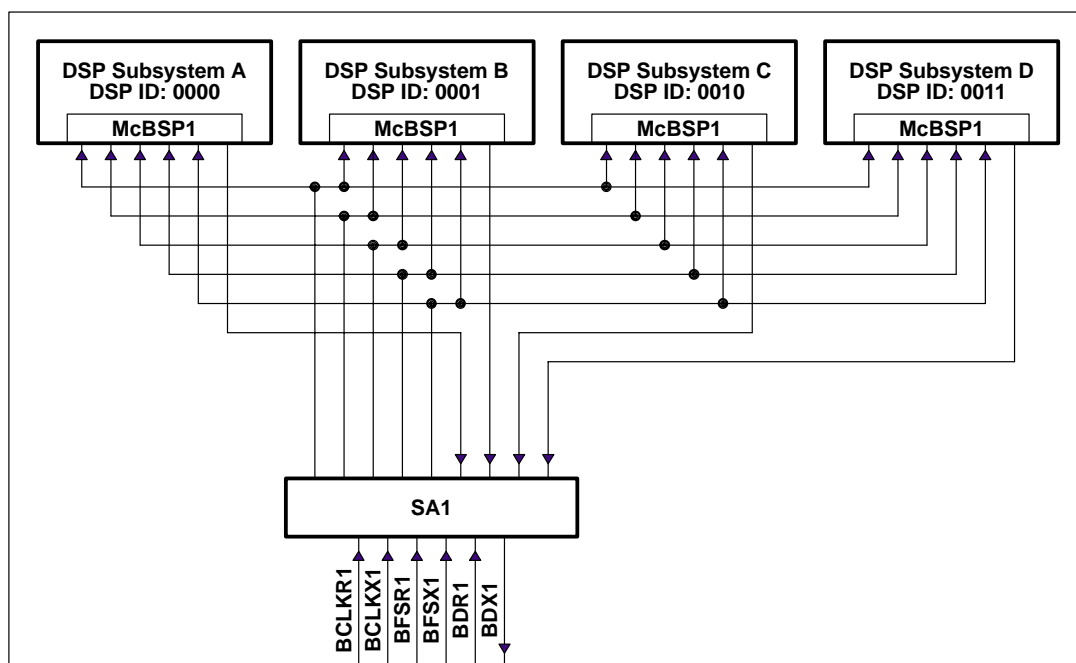 DSP Subsystem A
DSP ID: 0000
McBSP1
DSP Subsystem B
DSP ID: 0001
McBSP1
DSP Subsystem C
DSP ID: 0010
McBSP1
DSP Subsystem D
DSP ID: 0011
McBSP1
SA1
BCLKR1
BCLKX1
BFSR1
BFSX1
BDR1
BDX1